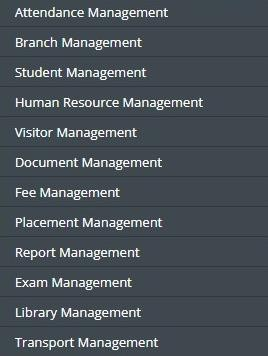 Attendance Management
Branch Management
Student Management
Human Resource Management
Visitor Management
Document Management
Fee Management
Placement Management
Report Management
Exam Management
Library Management
Transport Management